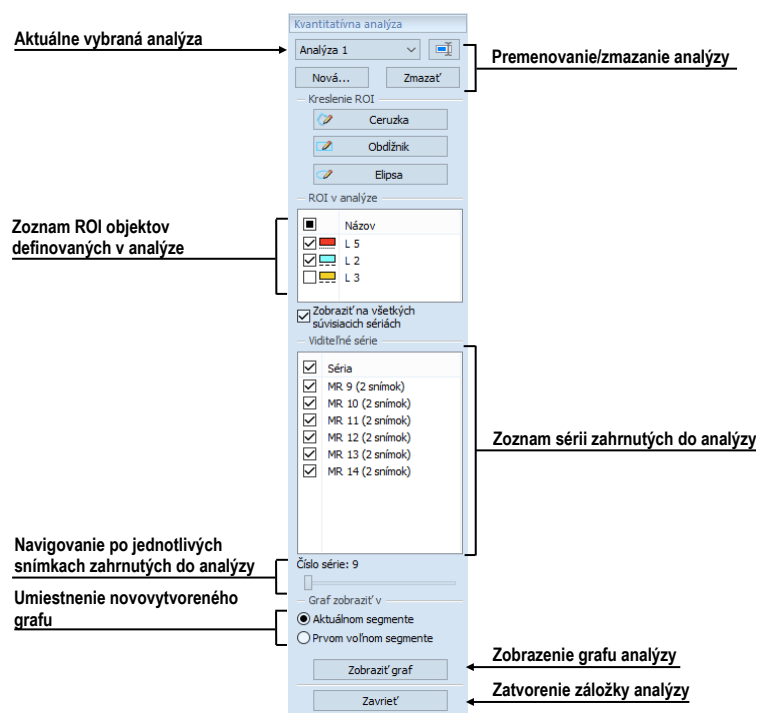 Kvantitatívna analýza
Aktuálne vybraná analýza
Analýza 1
Premenovanie/zmazanie analýzy
Nová...
Zmazať
Kreslenie ROI
Ceruzka
Obdĺžnik
Elipsa
ROI v analýze
Zoznam ROI objektov
definovaných v analýze
Názov
L 5
L 2
L 3
Zobraziť na všetkých
súvisiacich sériách
Viditeľné série
Séria
MR 9 (2 snímok)
MR 10 (2 snímok)
MR 11 (2 snímok)
MR 12 (2 snímok)
MR 13 (2 snímok)
MR 14 (2 snímok)
Zoznam sérii zahrnutých do analýzy
Navigovanie po jednotlivých
snímkach zahrnutých do analýzy
Číslo série: 9
Umiestnenie novovytvoreného
grafu
Graf zobraziť v
Aktuálnom segmente
Prvom voľnom segmente
Zobraziť graf
Zobrazenie grafu analýzy
Zavrieť
Zatvorenie záložky analýzy